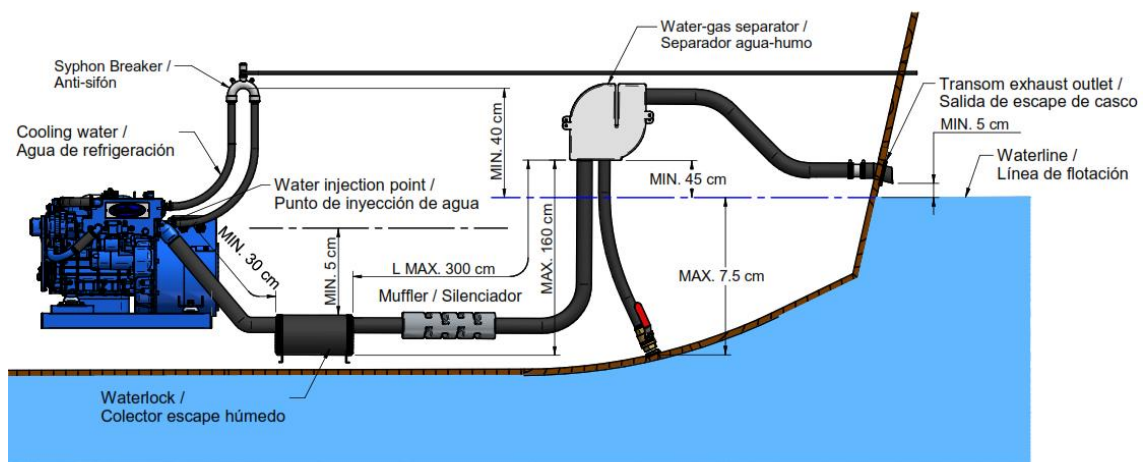 Water-gas separator /
Separador agua-humo
Syphon Breaker /
Anti-sifón
Transom exhaust outlet /
Salida de escape de casco
MIN. 5 cm
Cooling water /
Agua de refrigeración
MIN. 40 cm
Waterline /
Línea de flotación
MIN. 45 cm
Water injection point /
Punto de inyección de agua
MIN. 30 cm
MIN. 5 cm
L MAX. 300 cm
MAX. 160 cm
MAX. 7.5 cm
Muffler / Silenciador
Waterlock /
Colector escape húmedo